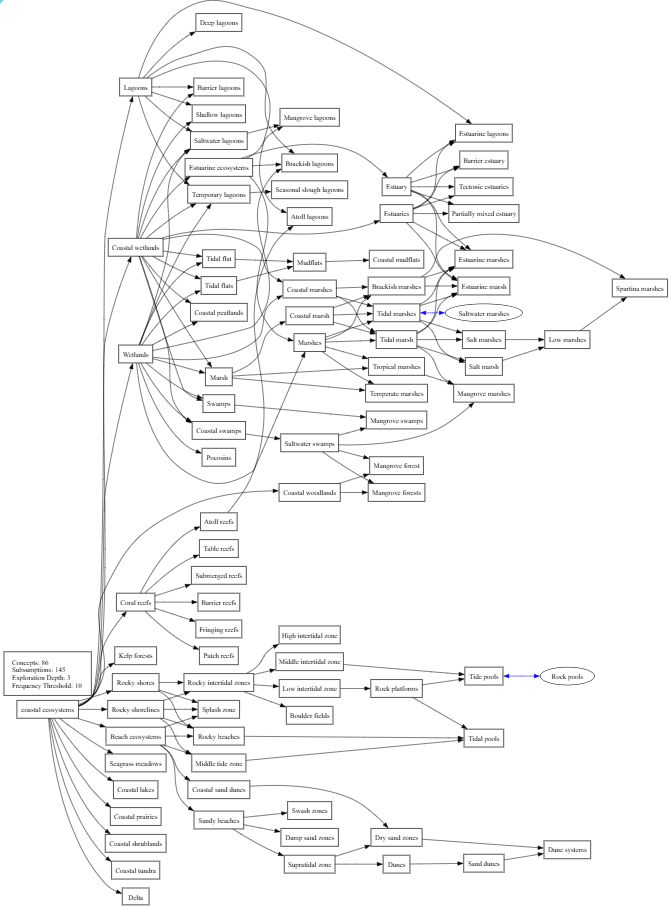 Deep lagoons
Lagoons
Barrier lagoons
Shallow lagoons
Mangrove lagoons
Saltwater lagoons
Estuarine lagoons
Estuarine ecosystems
Brackish lagoons
Barrier estuary
Temporary lagoons
Seasonal slough lagoons
Estuary
Tectonic estuaries
Atoll lagoons
Estuaries
Partially mixed estuary
Coastal wetlands
Tidal flat
Mudflats
Coastal mudflats
Estuarine marshes
Tidal flats
Coastal marshes
Brackish marshes
Estuarine marsh
Spartina marshes
Coastal peatlands
Coastal marsh
Tidal marshes
Saltwater marshes
Wetlands
Marshes
Tidal marsh
Salt marshes
Low marshes
Marsh
Tropical marshes
Salt marsh
Swamps
Temperate marshes
Mangrove marshes
Coastal swamps
Mangrove swamps
Saltwater swamps
Pocosins
Mangrove forest
Coastal woodlands
Mangrove forests
Atoll reefs
Table reefs
Submerged reefs
Coral reefs
Barrier reefs
Fringing reefs
Patch reefs
Kelp forests
High intertidal zone
Middle intertidal zone
Concepts: 86
Subsumptions: 145
Exploration Depth: 3
Frequency Threshold: 10
Rocky shores
Rocky intertidal zones
Low intertidal zone
Rock platforms
Tide pools
Rock pools
coastal ecosystems
Rocky shorelines
Splash zone
Boulder fields
Beach ecosystems
Rocky beaches
Tidal pools
Seagrass meadows
Middle tide zone
Coastal lakes
Coastal sand dunes
Coastal prairies
Sandy beaches
Swash zones
Coastal shrublands
Damp sand zones
Dry sand zones
Dune systems
Coastal tundra
Supratidal zone
Dunes
Sand dunes
Delta